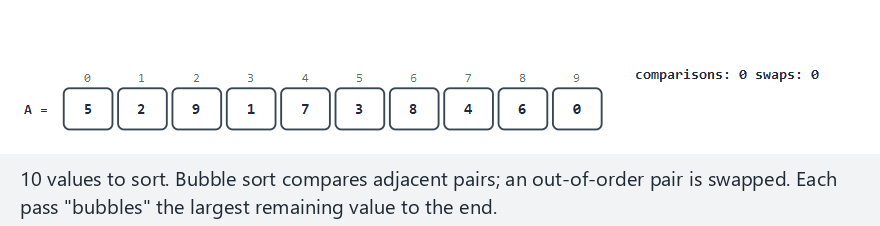 0 1 2 3 4 5 6 7 8 9
comparisons: 0 swaps: 0
A = 5 2 9 1 7 3 8 4 6 0
10 values to sort. Bubble sort compares adjacent pairs; an out-of-order pair is swapped. Each
pass "bubbles" the largest remaining value to the end.